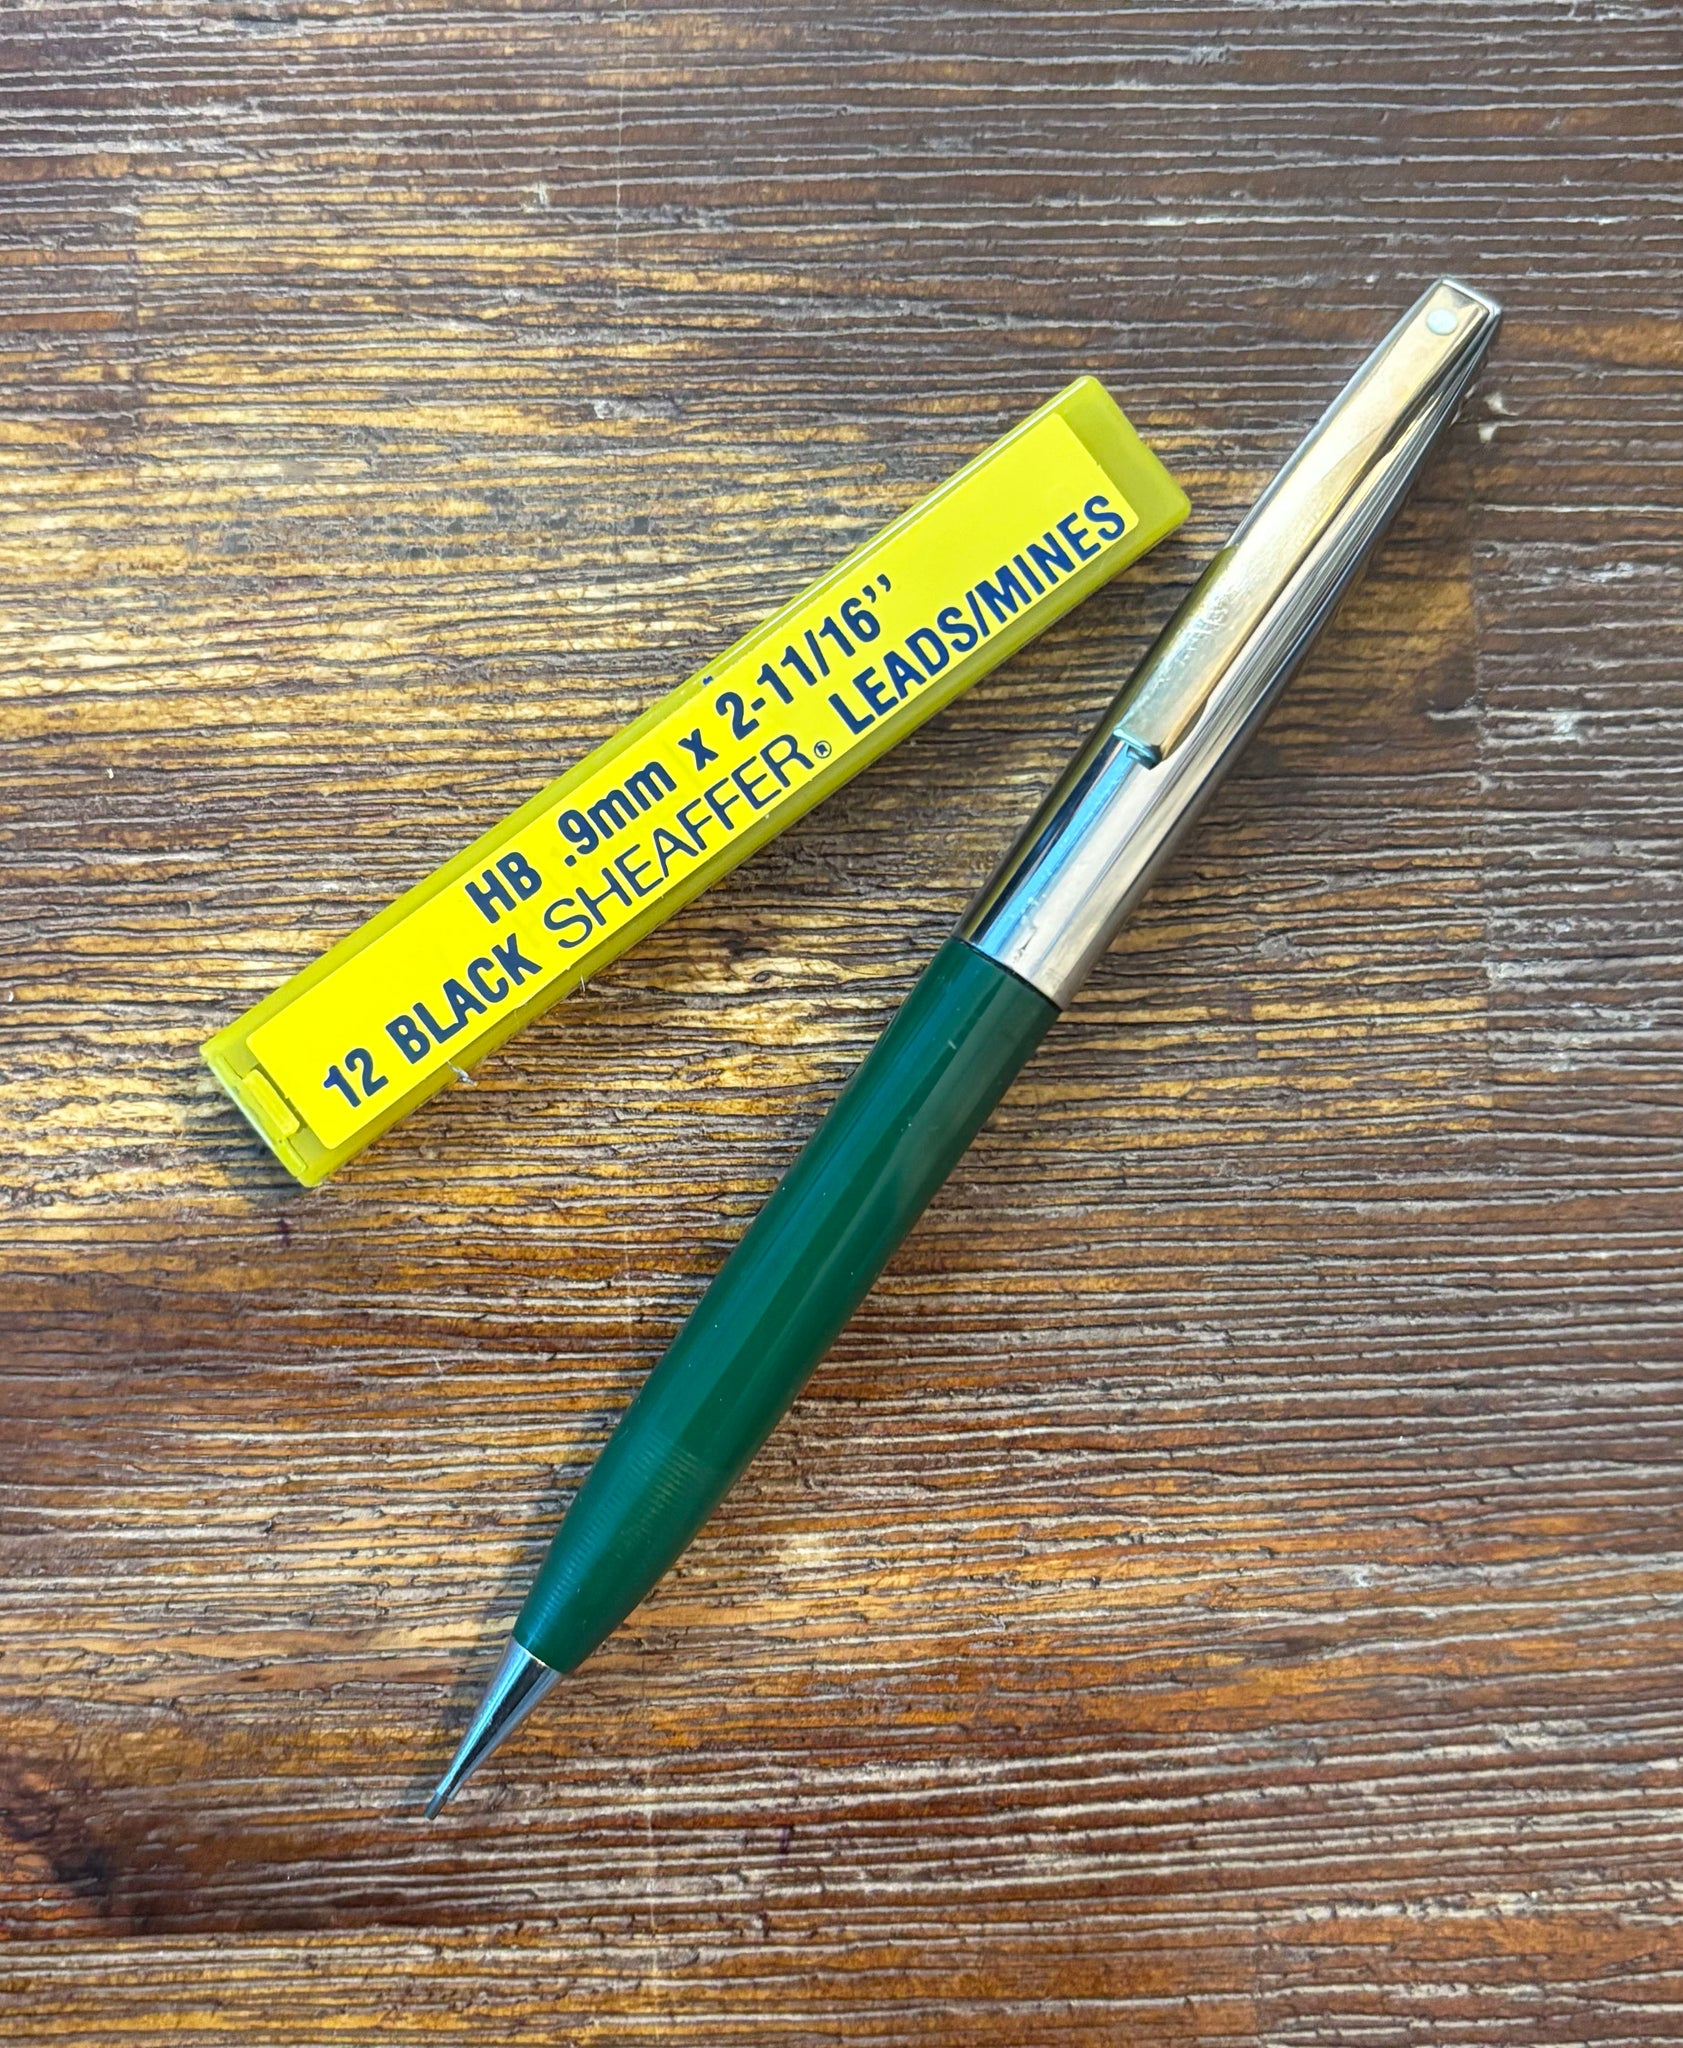 HB .9mm x 2-11/16”
12 BLACK SHEAFFER® LEADS/MINES